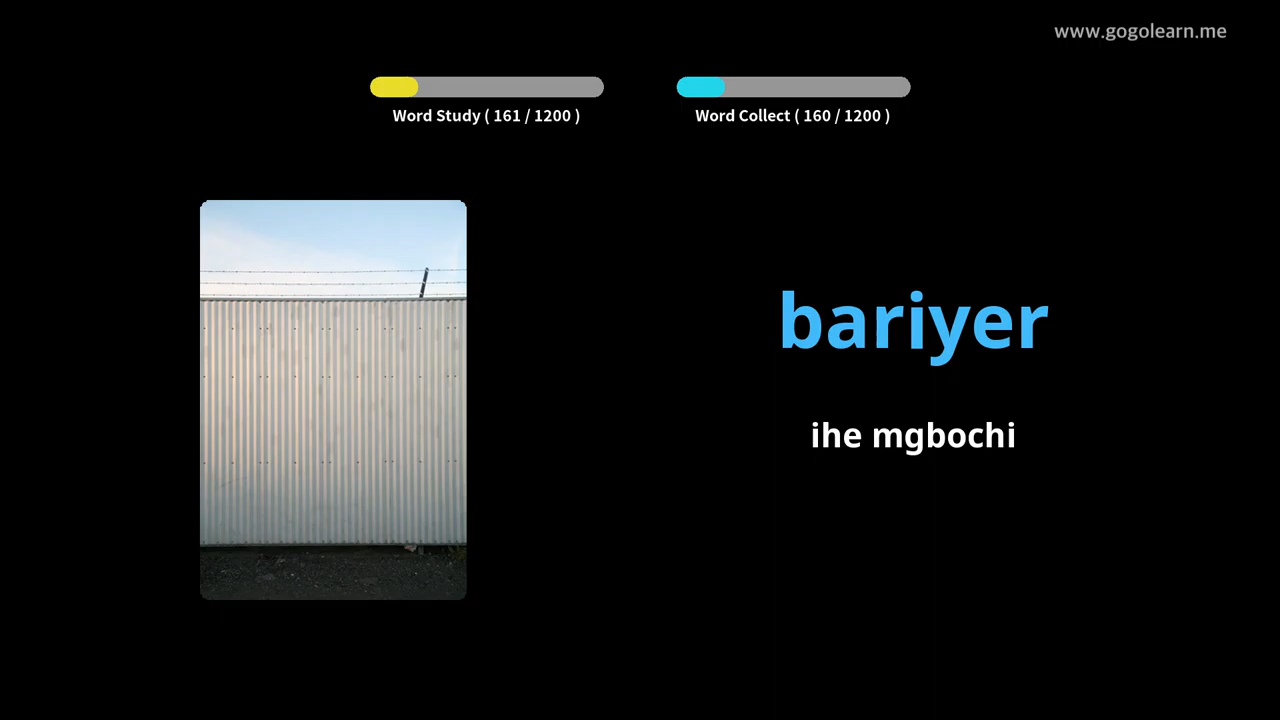 www.gogolearn.me
Word Study ( 161 / 1200 )
Word Collect ( 160 / 1200 )
bariyer
ihe mgbochi